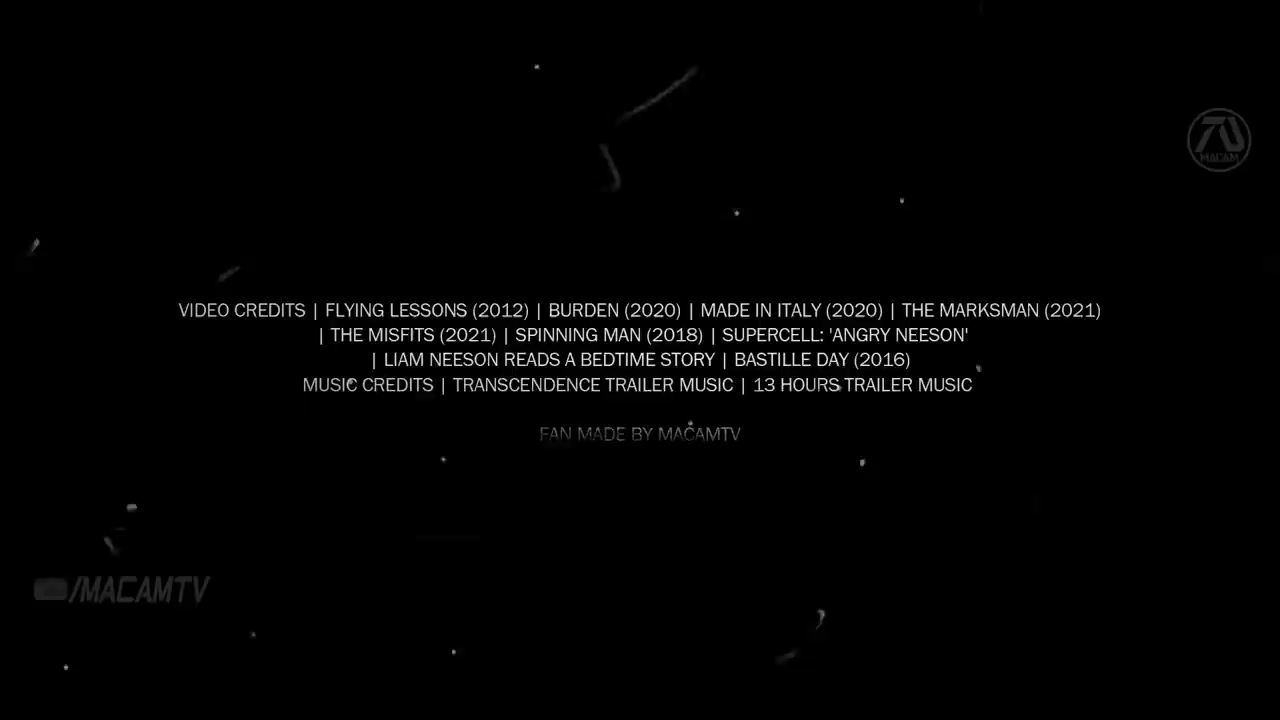 MACAM
VIDEO CREDITS | FLYING LESSONS (2012) | BURDEN (2020) | MADE IN ITALY (2020) | THE MARKSMAN (2021)
| THE MISFITS (2021) | SPINNING MAN (2018) | SUPERCELL: 'ANGRY NEESON'
| LIAM NEESON READS A BEDTIME STORY | BASTILLE DAY (2016)
MUSIC CREDITS | TRANSCENDENCE TRAILER MUSIC | 13 HOURS TRAILER MUSIC
FAN MADE BY MACAMTV
/MACAMTV